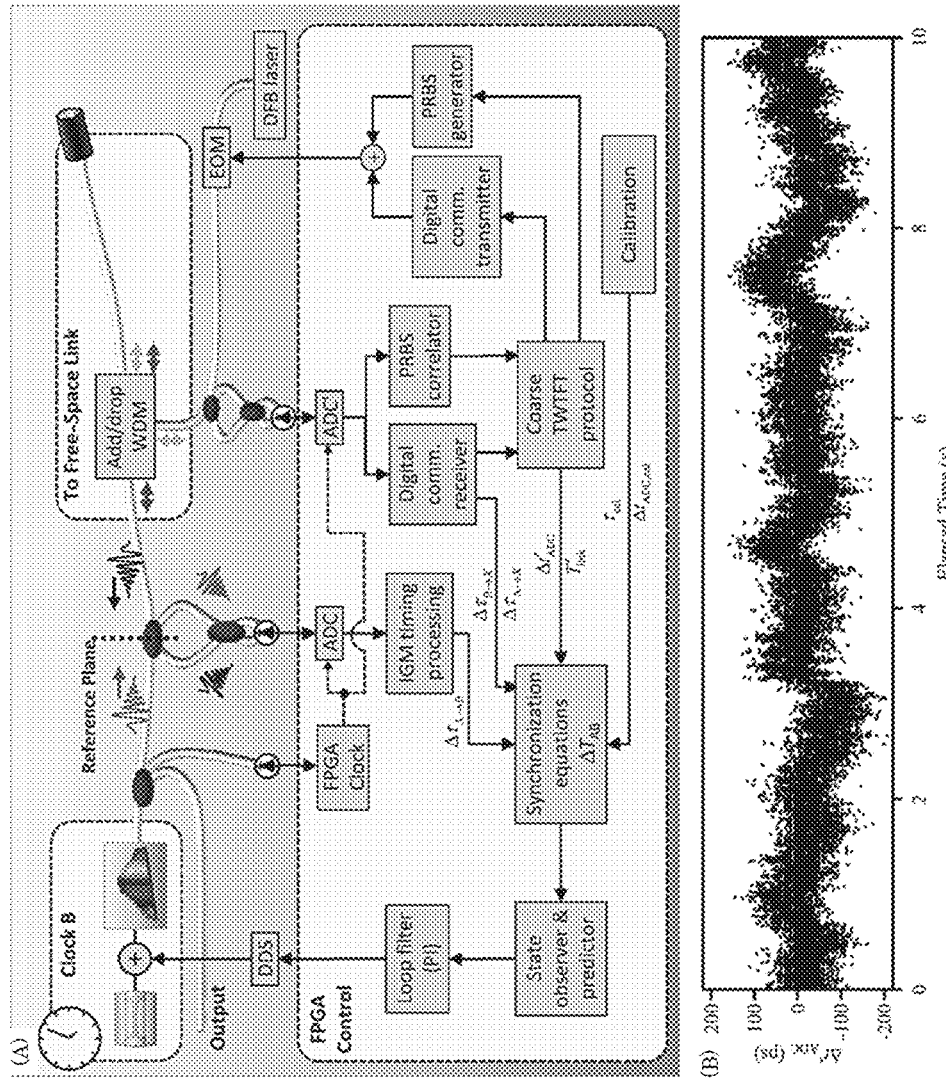 (A)
Clock B
Output
Reference Plane
To Free-Space Link
Add/drop
WDM
EOM
DFB laser
DDS
FPGA
Control
FPGA
Clock
ADC
ADC
Loop filter
(PI)
IGM timing
processing
Digital
comm.
receiver
PRBS
correlator
Digital
comm.
transmitter
+
PRBS
generator
State
observer &
predictor
Synchronization
equations
ΔT_AB
Coarse
TWTFT
protocol
Calibration
(B)
200
100
0
-100
-200
(ps)
0
2
4
6
8
10
Elapsed Time (s)